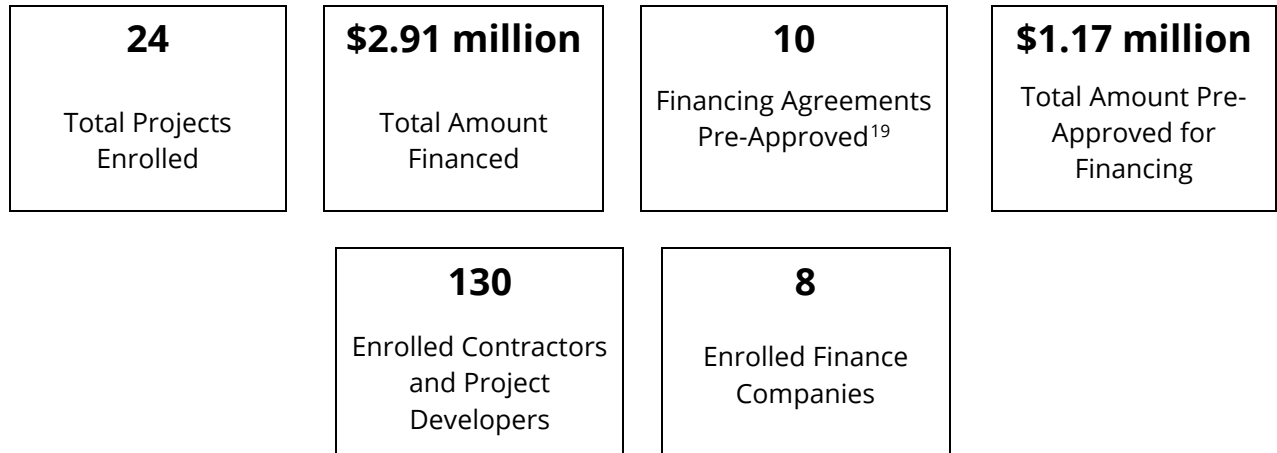 24
Total Projects
Enrolled
$2.91 million
Total Amount
Financed
10
Financing Agreements
Pre-Approved19
$1.17 million
Total Amount Pre-
Approved for
Financing
130
Enrolled Contractors
and Project
Developers
8
Enrolled Finance
Companies